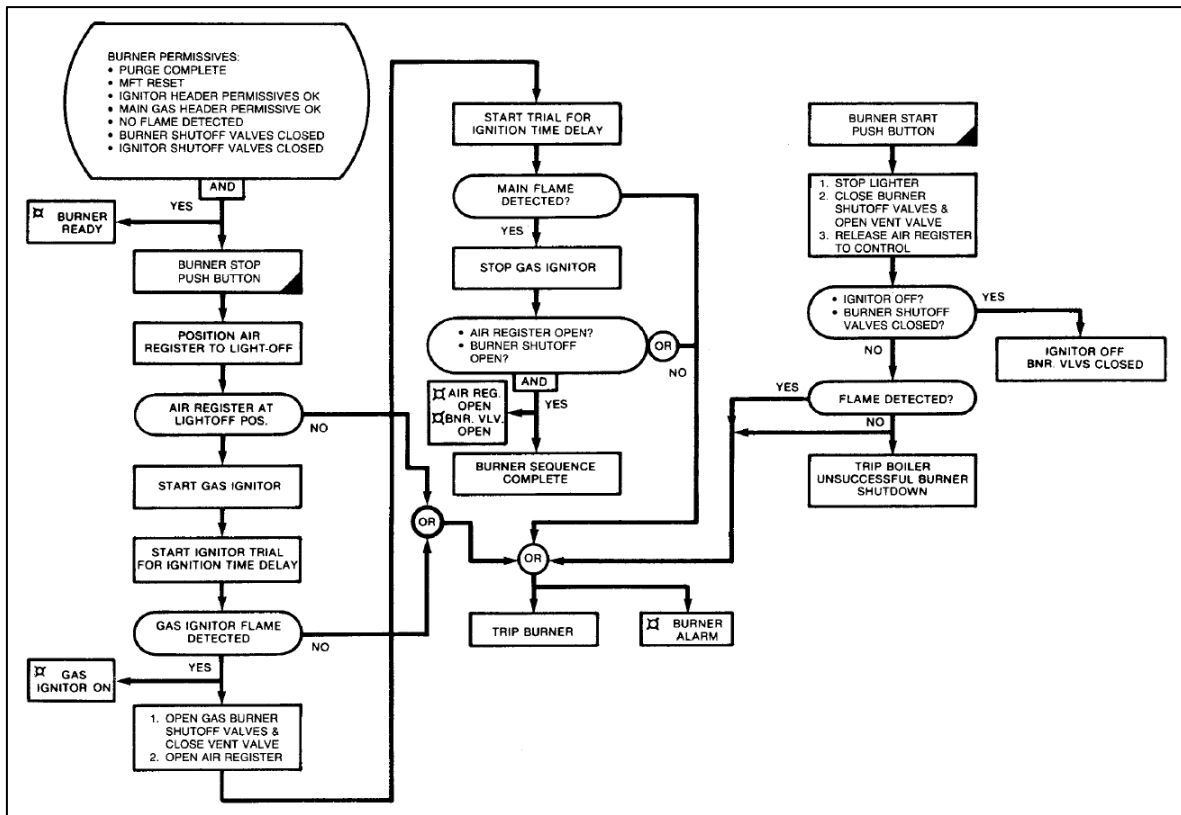 BURNER PERMISSIVES:
• PURGE COMPLETE
• MFT RESET
• IGNITOR HEADER PERMISSIVES OK
• MAIN GAS HEADER PERMISSIVE OK
• NO FLAME DETECTED
• BURNER SHUTOFF VALVES CLOSED
• IGNITOR SHUTOFF VALVES CLOSED
AND
YES
¤ BURNER
READY
BURNER STOP
PUSH BUTTON
POSITION AIR
REGISTER TO LIGHT-OFF
AIR REGISTER AT
LIGHTOFF POS.
NO
START GAS IGNITOR
START IGNITOR TRIAL
FOR IGNITION TIME DELAY
GAS IGNITOR FLAME
DETECTED
NO
YES
¤ GAS
IGNITOR ON
1. OPEN GAS BURNER
SHUTOFF VALVES &
CLOSE VENT VALVE
2. OPEN AIR REGISTER
START TRIAL FOR
IGNITION TIME DELAY
MAIN FLAME
DETECTED?
YES
STOP GAS IGNITOR
• AIR REGISTER OPEN?
• BURNER SHUTOFF
OPEN?
OR
NO
AND
YES
¤ AIR REG.
OPEN
¤ BNR. VLV.
OPEN
BURNER SEQUENCE
COMPLETE
OR
OR
TRIP BURNER
¤ BURNER
ALARM
BURNER START
PUSH BUTTON
1. STOP LIGHTER
2. CLOSE BURNER
SHUTOFF VALVES &
OPEN VENT VALVE
3. RELEASE AIR REGISTER
TO CONTROL
• IGNITOR OFF?
• BURNER SHUTOFF
VALVES CLOSED?
YES
NO
IGNITOR OFF
BNR. VLVS CLOSED
YES
FLAME DETECTED?
NO
TRIP BOILER
UNSUCCESSFUL BURNER
SHUTDOWN